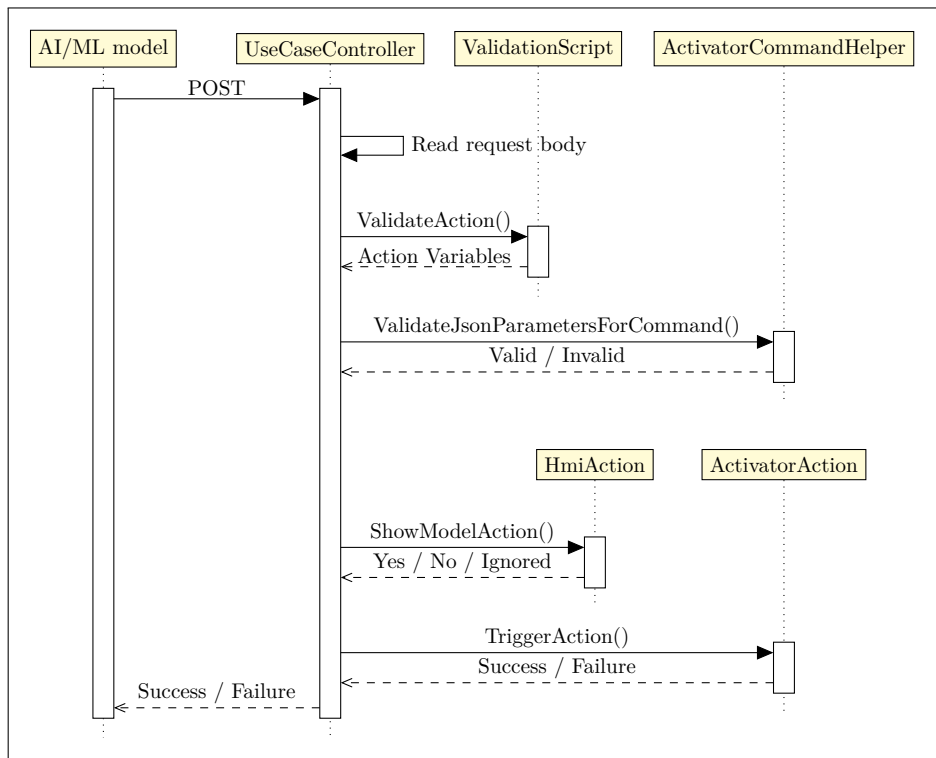 AI/ML model
UseCaseController
ValidationScript
ActivatorCommandHelper
POST
Read request body
ValidateAction()
Action Variables
ValidateJsonParametersForCommand()
Valid / Invalid
HmiAction
ActivatorAction
ShowModelAction()
Yes / No / Ignored
TriggerAction()
Success / Failure
Success / Failure